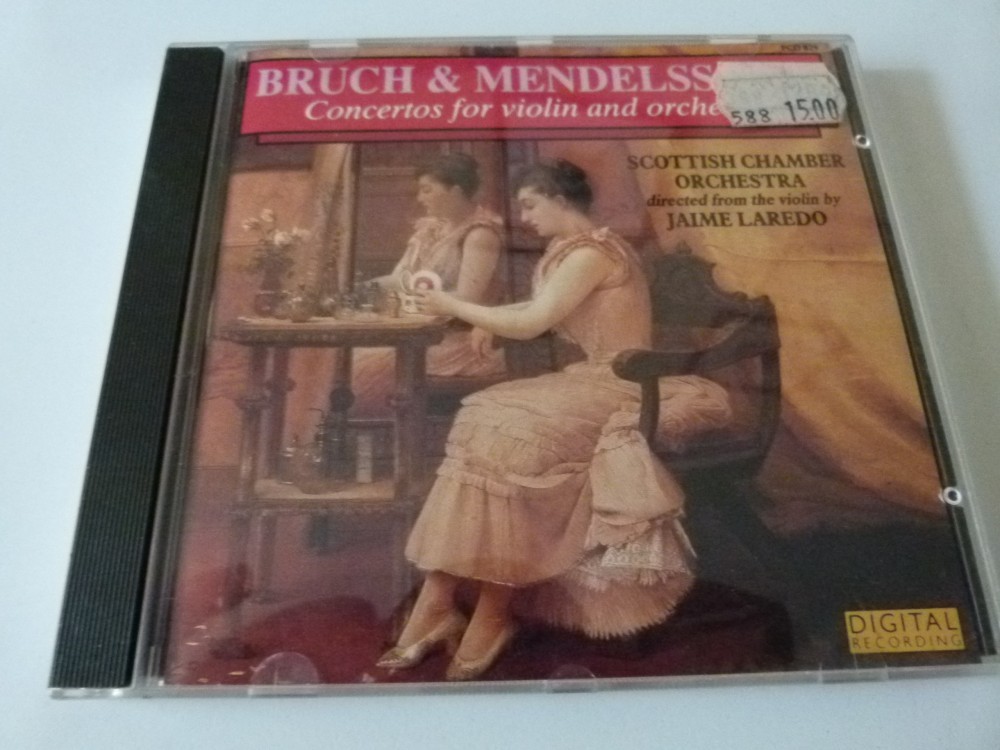 BRUCH & MENDELSS
Concertos for violin and orche
588 15.00
SCOTTISH CHAMBER
ORCHESTRA
directed from the violin by
JAIME LAREDO
DIGITAL
RECORDING